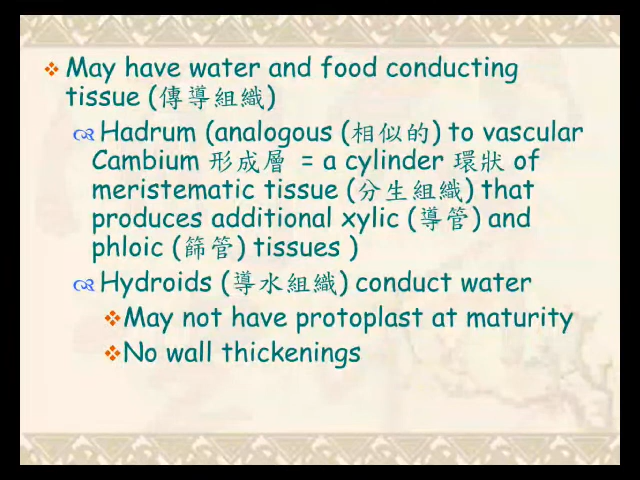 May have water and food conducting
tissue (傳導組織)
Hadrum (analogous (相似的) to vascular
Cambium 形成層 = a cylinder 環狀 of
meristematic tissue (分生組織) that
produces additional xylic (導管) and
phloic (篩管) tissues )
Hydroids (導水組織) conduct water
May not have protoplast at maturity
No wall thickenings